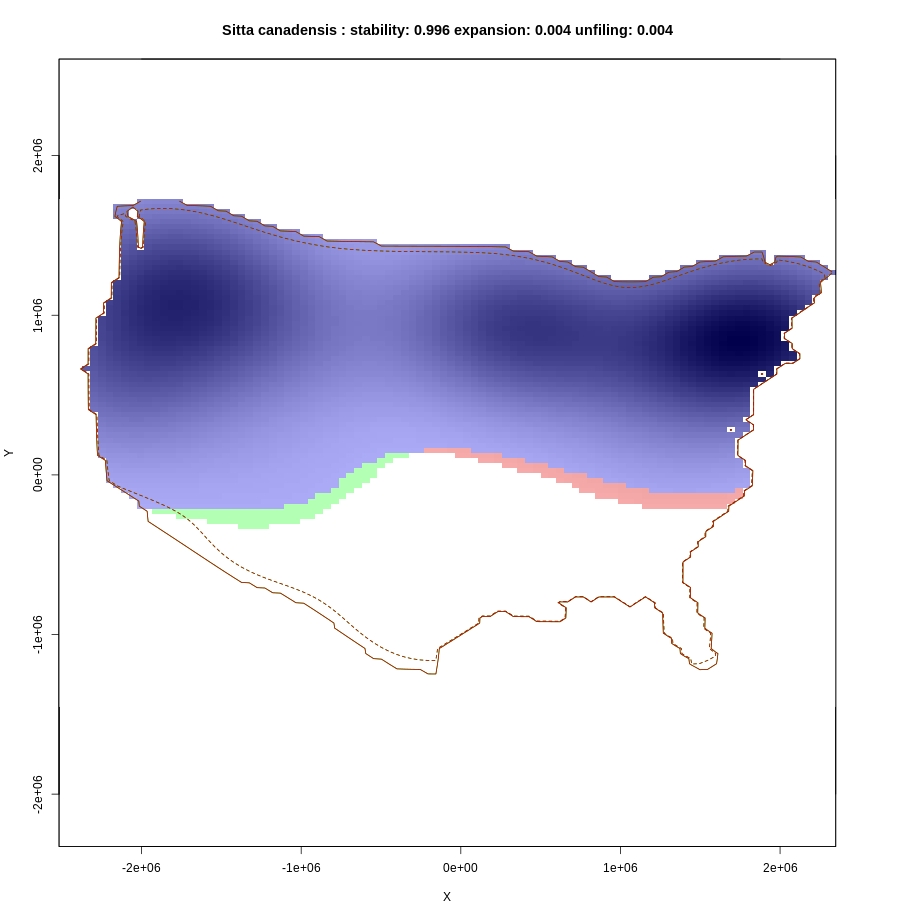 Sitta canadensis : stability: 0.996 expansion: 0.004 unfiling: 0.004
2e+06
1e+06
0e+00
-1e+06
-2e+06
Y
-2e+06 -1e+06 0e+00 1e+06 2e+06
X